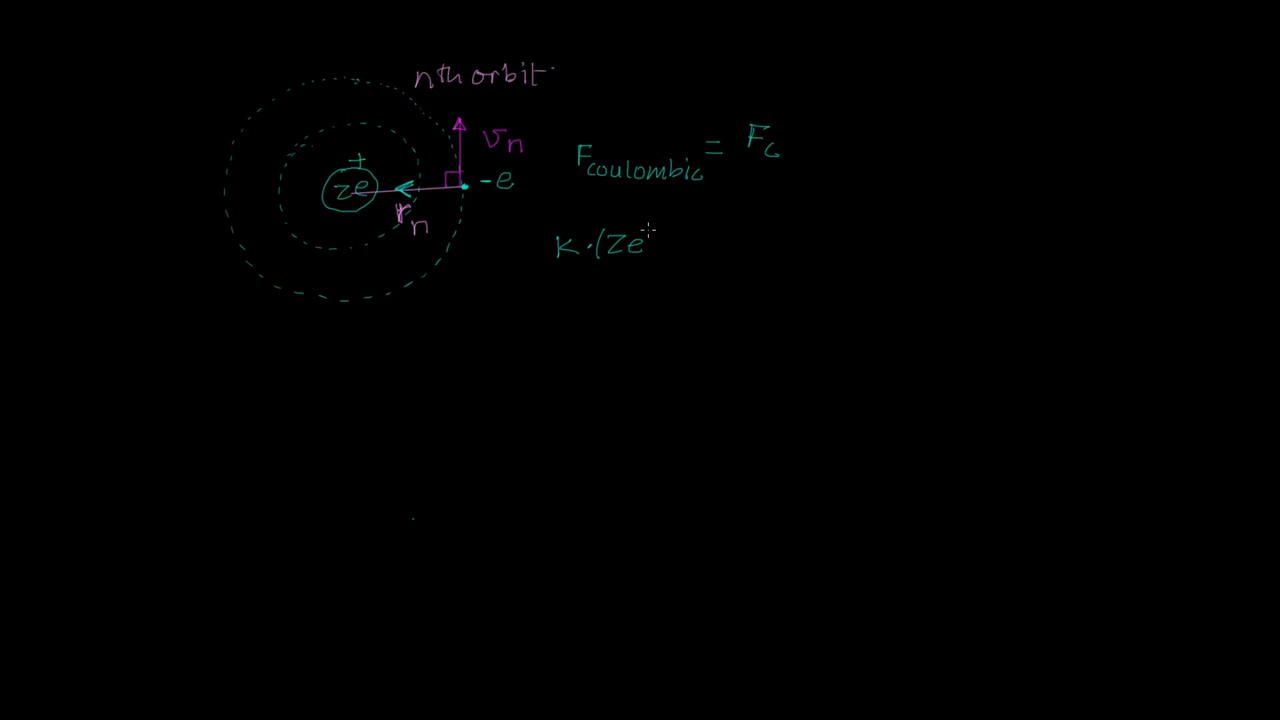 nth orbit
vn
Fcoulombic = Fc
+
Ze
-e
rn
K·(Ze